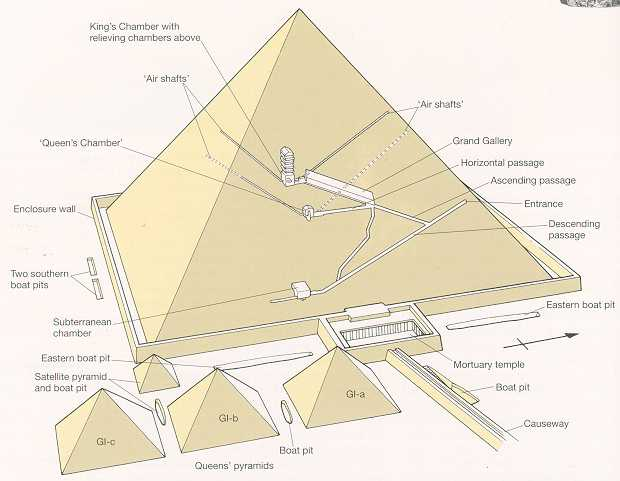 King's Chamber with
relieving chambers above
'Air shafts'
'Air shafts'
'Queen's Chamber'
Grand Gallery
Horizontal passage
Ascending passage
Entrance
Descending
passage
Enclosure wall
Two southern
boat pits
Subterranean
chamber
Eastern boat pit
Eastern boat pit
Satellite pyramid
and boat pit
Mortuary temple
Boat pit
Causeway
GI-a
GI-b
GI-c
Boat pit
Queens' pyramids